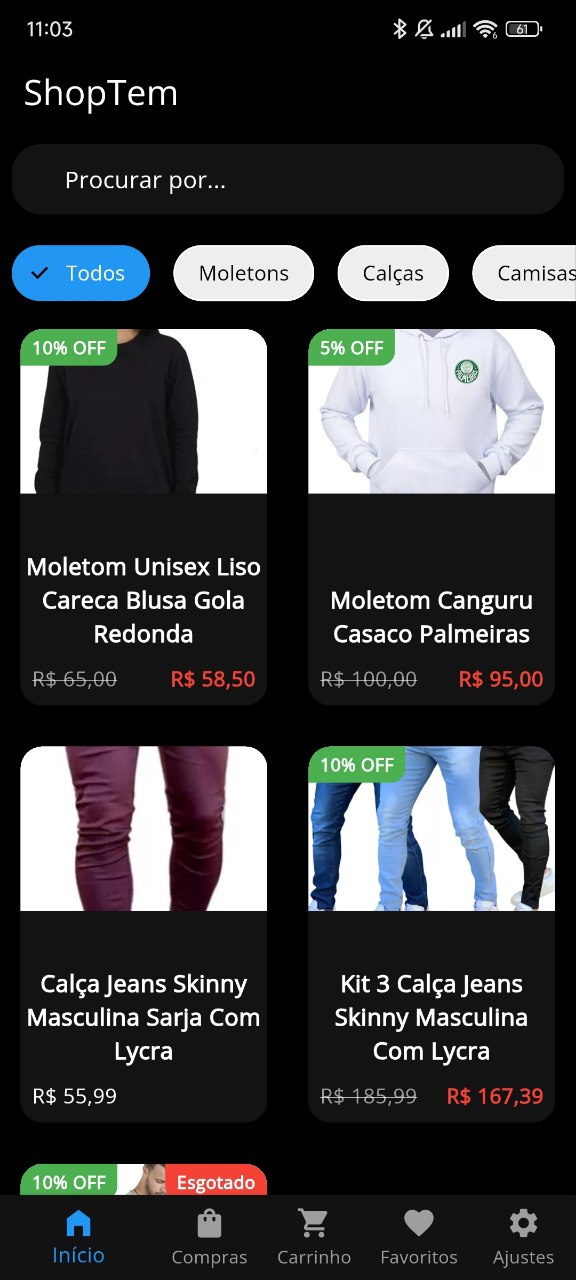 11:03
6
61
ShopTem
Procurar por...
Todos
Moletons
Calças
Camisas
10% OFF
5% OFF
PALMEIRAS
Moletom Unisex Liso
Careca Blusa Gola
Redonda
R$ 65,00
R$ 58,50
Moletom Canguru
Casaco Palmeiras
R$ 100,00
R$ 95,00
10% OFF
Calça Jeans Skinny
Masculina Sarja Com
Lycra
R$ 55,99
Kit 3 Calça Jeans
Skinny Masculina
Com Lycra
R$ 185,99
R$ 167,39
10% OFF
Esgotado
Início
Compras
Carrinho
Favoritos
Ajustes